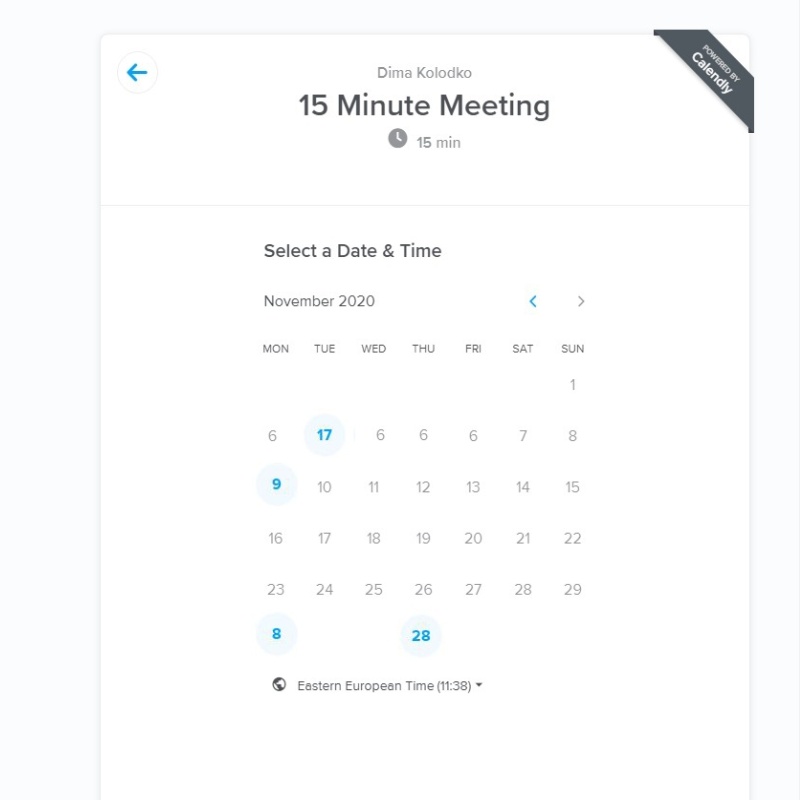 POWERED BY
Calendly
Dima Kolodko
15 Minute Meeting
15 min
Select a Date & Time
November 2020
MON TUE WED THU FRI SAT SUN
1
6 17 6 6 6 7 8
9 10 11 12 13 14 15
16 17 18 19 20 21 22
23 24 25 26 27 28 29
8 28
Eastern European Time (11:38)